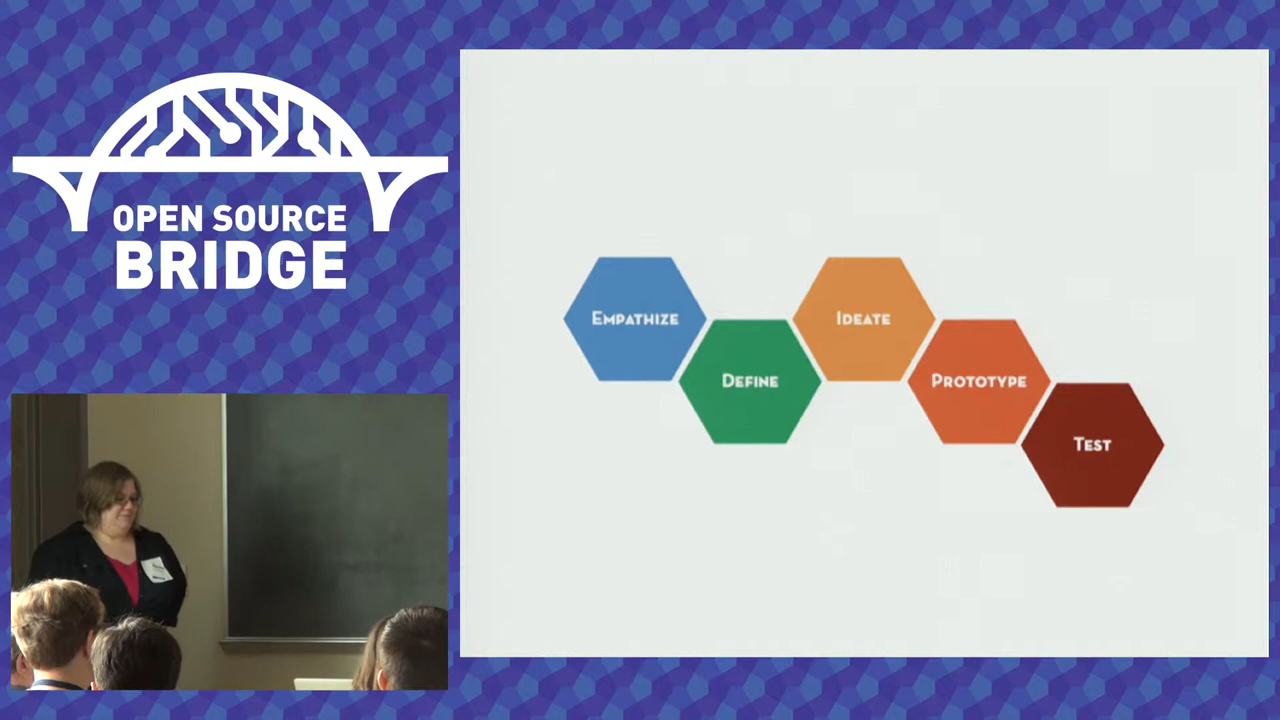 OPEN SOURCE
BRIDGE
EMPATHIZE
DEFINE
IDEATE
PROTOTYPE
TEST